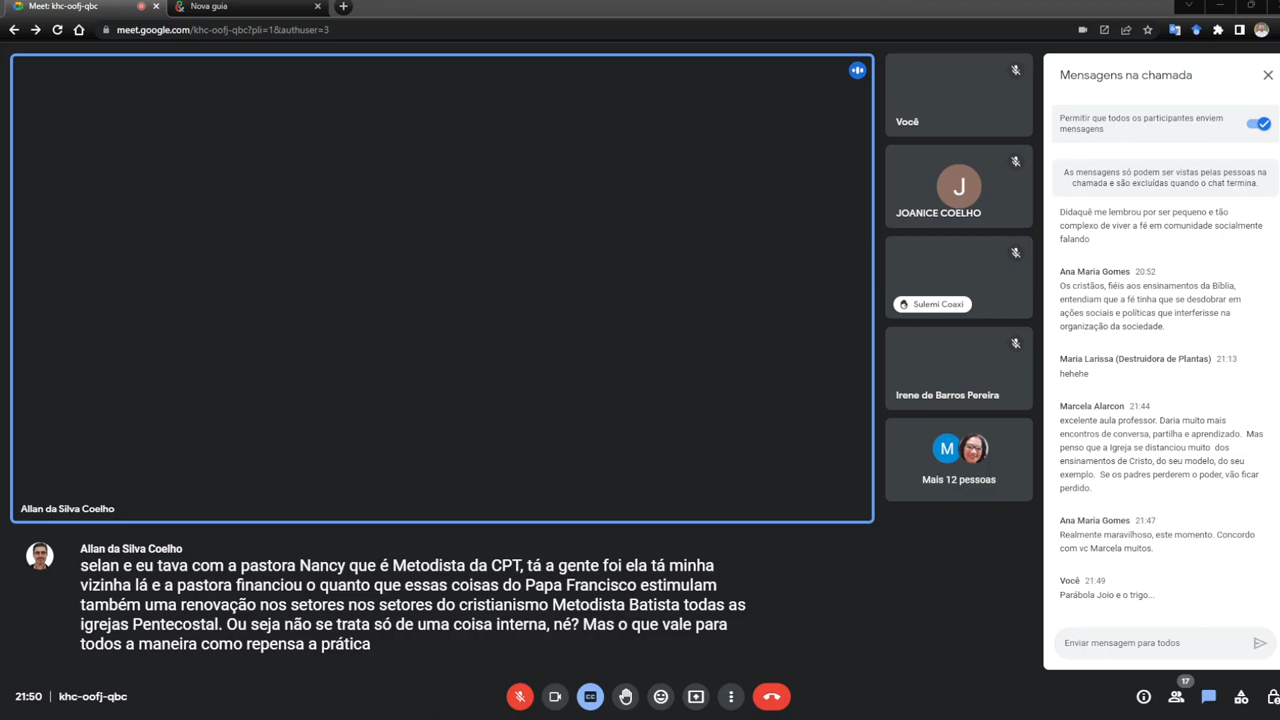 Meet: khc-oofj-qbc
Nova guia
meet.google.com/khc-oofj-qbc?pli=1&authuser=3
Allan da Silva Coelho
Você
J
JOANICE COELHO
Sulemi Coaxi
Irene de Barros Pereira
M
Mais 12 pessoas
Mensagens na chamada
Permitir que todos os participantes enviem
mensagens
As mensagens só podem ser vistas pelas pessoas na
chamada e são excluídas quando o chat termina.
Didaquê me lembrou por ser pequeno e tão
complexo de viver a fé em comunidade socialmente
falando
Ana Maria Gomes 20:52
Os cristãos, fiéis aos ensinamentos da Bíblia,
entendiam que a fé tinha que se desdobrar em
ações sociais e políticas que interferisse na
organização da sociedade.
Maria Larissa (Destruidora de Plantas) 21:13
hehehe
Marcela Alarcon 21:44
excelente aula professor. Daria muito mais
encontros de conversa, partilha e aprendizado. Mas
penso que a Igreja se distanciou muito dos
ensinamentos de Cristo, do seu modelo, do seu
exemplo. Se os padres perderem o poder, vão ficar
perdido.
Ana Maria Gomes 21:47
Realmente maravilhoso, este momento. Concordo
com vc Marcela muitos.
Você 21:49
Parábola Joio e o trigo...
Enviar mensagem para todos
Allan da Silva Coelho
selan e eu tava com a pastora Nancy que é Metodista da CPT, tá a gente foi ela tá minha
vizinha lá e a pastora financiou o quanto que essas coisas do Papa Francisco estimulam
também uma renovação nos setores nos setores do cristianismo Metodista Batista todas as
igrejas Pentecostal. Ou seja não se trata só de uma coisa interna, né? Mas o que vale para
todos a maneira como repensa a prática
21:50 khc-oofj-qbc
17